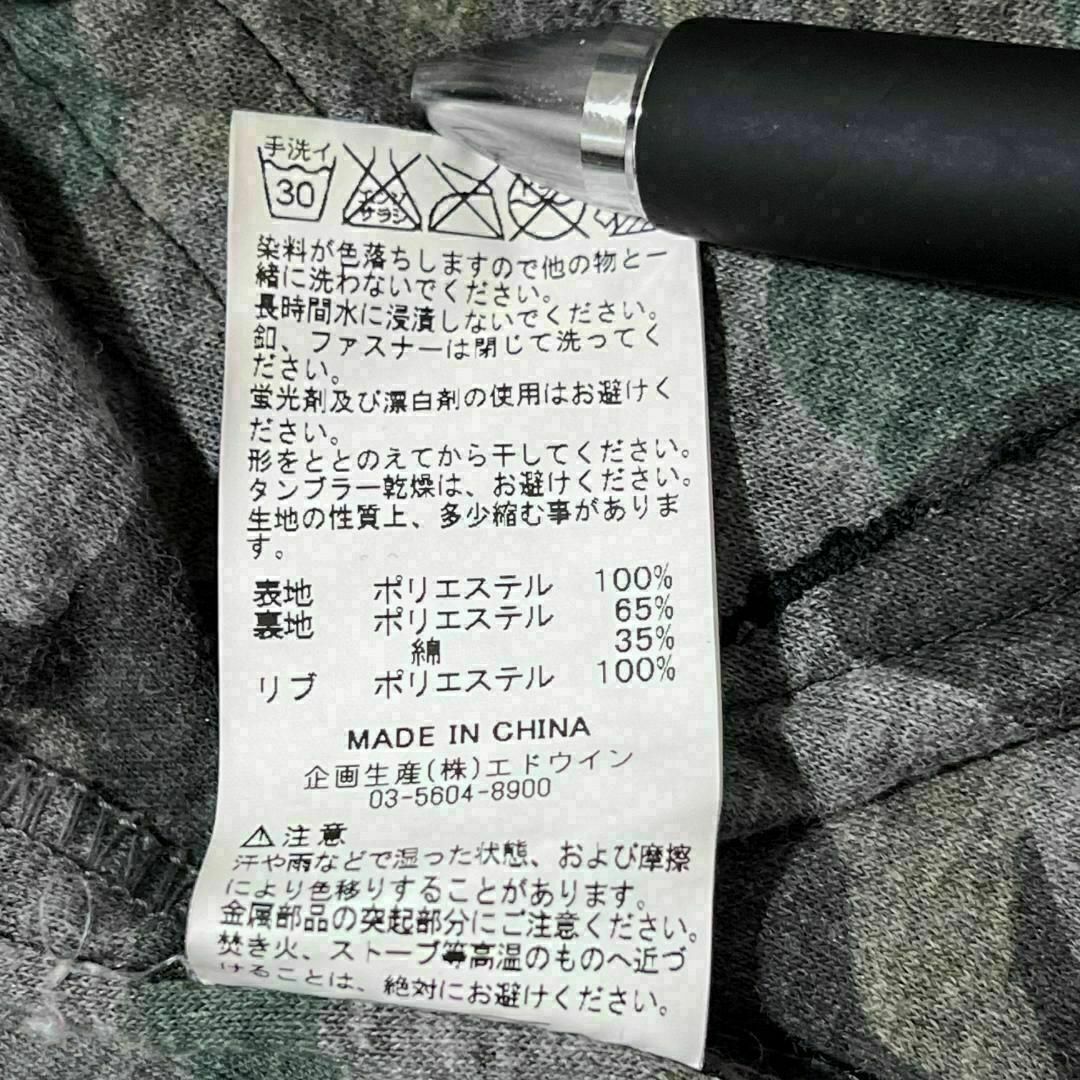 手洗イ
30
エンソ
サラシ
ドライ
染料が色落ちしますので他の物と一
緒に洗わないでください。
長時間水に浸漬しないでください。
釦、ファスナーは閉じて洗ってく
ださい。
蛍光剤及び漂白剤の使用はお避けく
ださい。
形をととのえてから干してください。
タンブラー乾燥は、お避けください。
生地の性質上、多少縮む事がありま
す。
表地 ポリエステル 100%
裏地 ポリエステル 65%
綿 35%
リブ ポリエステル 100%
MADE IN CHINA
企画生産(株)エドウイン
03-5604-8900
⚠注意
汗や雨などで湿った状態、および摩擦
により色移りすることがあります。
金属部品の突起部分にご注意ください。
焚き火、ストーブ等高温のものへ近づ
けることは、絶対にお避けください。